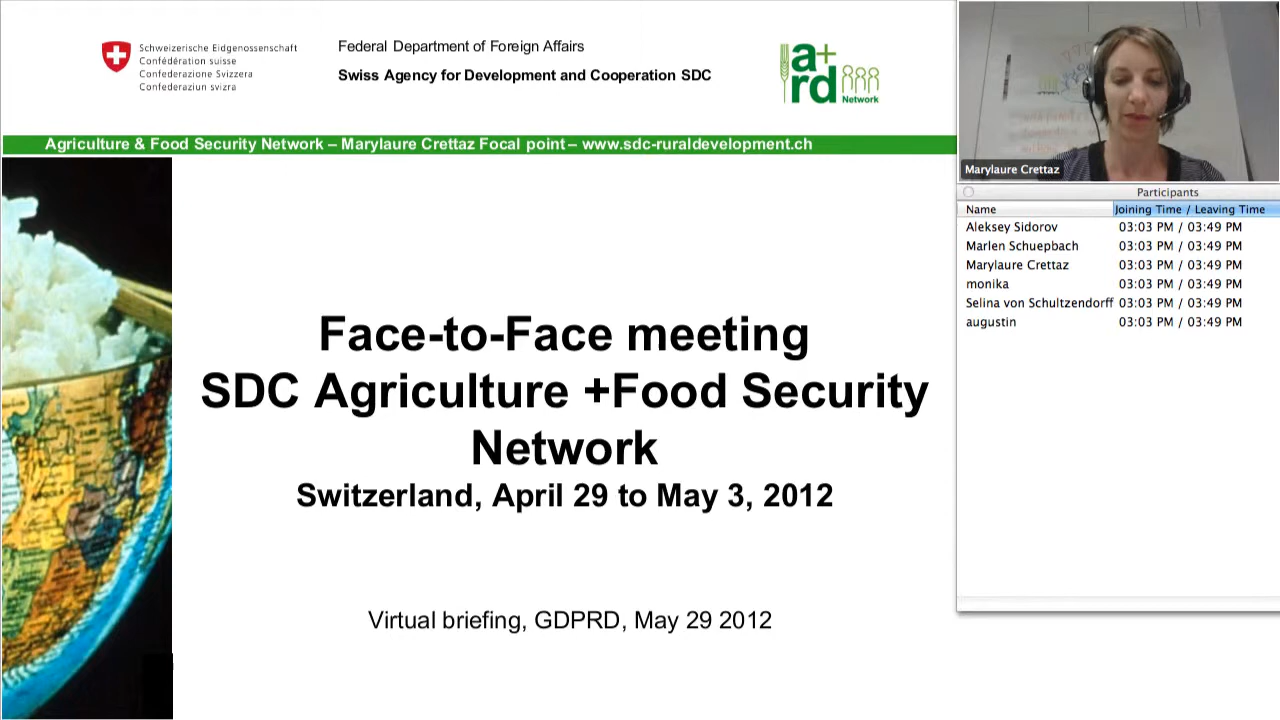 Schweizerische Eidgenossenschaft
Confédération suisse
Confederazione Svizzera
Confederaziun svizra
Federal Department of Foreign Affairs
Swiss Agency for Development and Cooperation SDC
a+
rd
Network
Agriculture & Food Security Network – Marylaure Crettaz Focal point – www.sdc-ruraldevelopment.ch
Face-to-Face meeting
SDC Agriculture +Food Security
Network
Switzerland, April 29 to May 3, 2012
Virtual briefing, GDPRD, May 29 2012
Marylaure Crettaz
Participants
Name Joining Time / Leaving Time
Aleksey Sidorov 03:03 PM / 03:49 PM
Marlen Schuepbach 03:03 PM / 03:49 PM
Marylaure Crettaz 03:03 PM / 03:49 PM
monika 03:03 PM / 03:49 PM
Selina von Schultzendorff 03:03 PM / 03:49 PM
augustin 03:03 PM / 03:49 PM